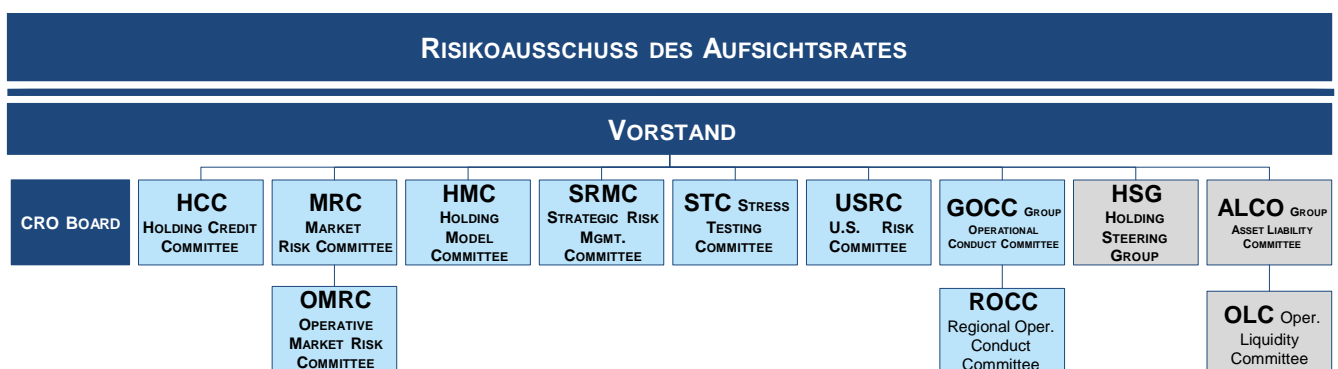 RISIKOAUSSCHUSS DES AUFSICHTSRATES
VORSTAND
CRO BOARD
HCC
HOLDING CREDIT
COMMITTEE
MRC
MARKET
RISK COMMITTEE
HMC
HOLDING
MODEL
COMMITTEE
SRMC
STRATEGIC RISK
MGMT.
COMMITTEE
STC STRESS
TESTING
COMMITTEE
USRC
U.S. RISK
COMMITTEE
GOCC GROUP
OPERATIONAL
CONDUCT COMMITTEE
HSG
HOLDING
STEERING
GROUP
ALCO GROUP
ASSET LIABILITY
COMMITTEE
OMRC
OPERATIVE
MARKET RISK
COMMITTEE
ROCC
Regional Oper.
Conduct
Committee
OLC Oper.
Liquidity
Committee